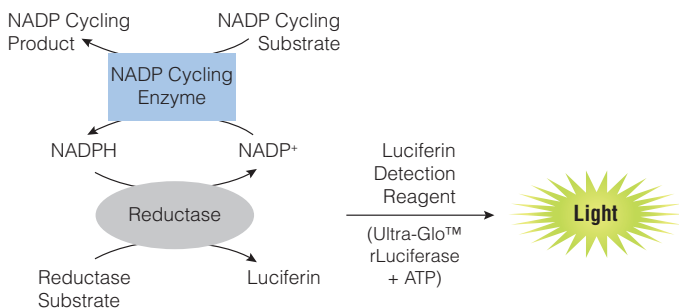 NADP Cycling
Product
NADP Cycling
Substrate
NADP Cycling
Enzyme
NADPH
NADP⁺
Reductase
Reductase
Substrate
Luciferin
Luciferin
Detection
Reagent
(Ultra-Glo™
rLuciferase
+ ATP)
Light